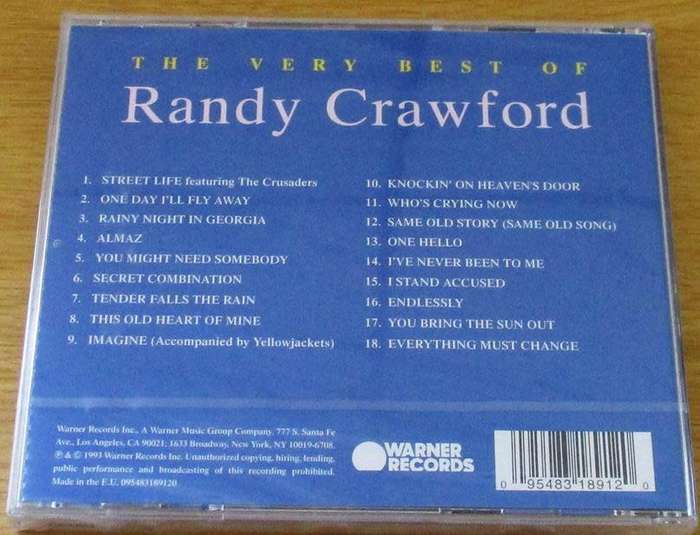 THE VERY BEST OF
Randy Crawford
1. STREET LIFE featuring The Crusaders
2. ONE DAY I'LL FLY AWAY
3. RAINY NIGHT IN GEORGIA
4. ALMAZ
5. YOU MIGHT NEED SOMEBODY
6. SECRET COMBINATION
7. TENDER FALLS THE RAIN
8. THIS OLD HEART OF MINE
9. IMAGINE (Accompanied by Yellowjackets)
10. KNOCKIN' ON HEAVEN'S DOOR
11. WHO'S CRYING NOW
12. SAME OLD STORY (SAME OLD SONG)
13. ONE HELLO
14. I'VE NEVER BEEN TO ME
15. I STAND ACCUSED
16. ENDLESSLY
17. YOU BRING THE SUN OUT
18. EVERYTHING MUST CHANGE
Warner Records Inc., A Warner Music Group Company, 777 S. Santa Fe
Ave., Los Angeles, CA 90021; 1633 Broadway, New York, NY 10019-6708.
℗ & © 1993 Warner Records Inc. Unauthorized copying, hiring, lending,
public performance and broadcasting of this recording prohibited.
Made in the E.U. 095483189120
WARNER
RECORDS
0 95483 18912 0